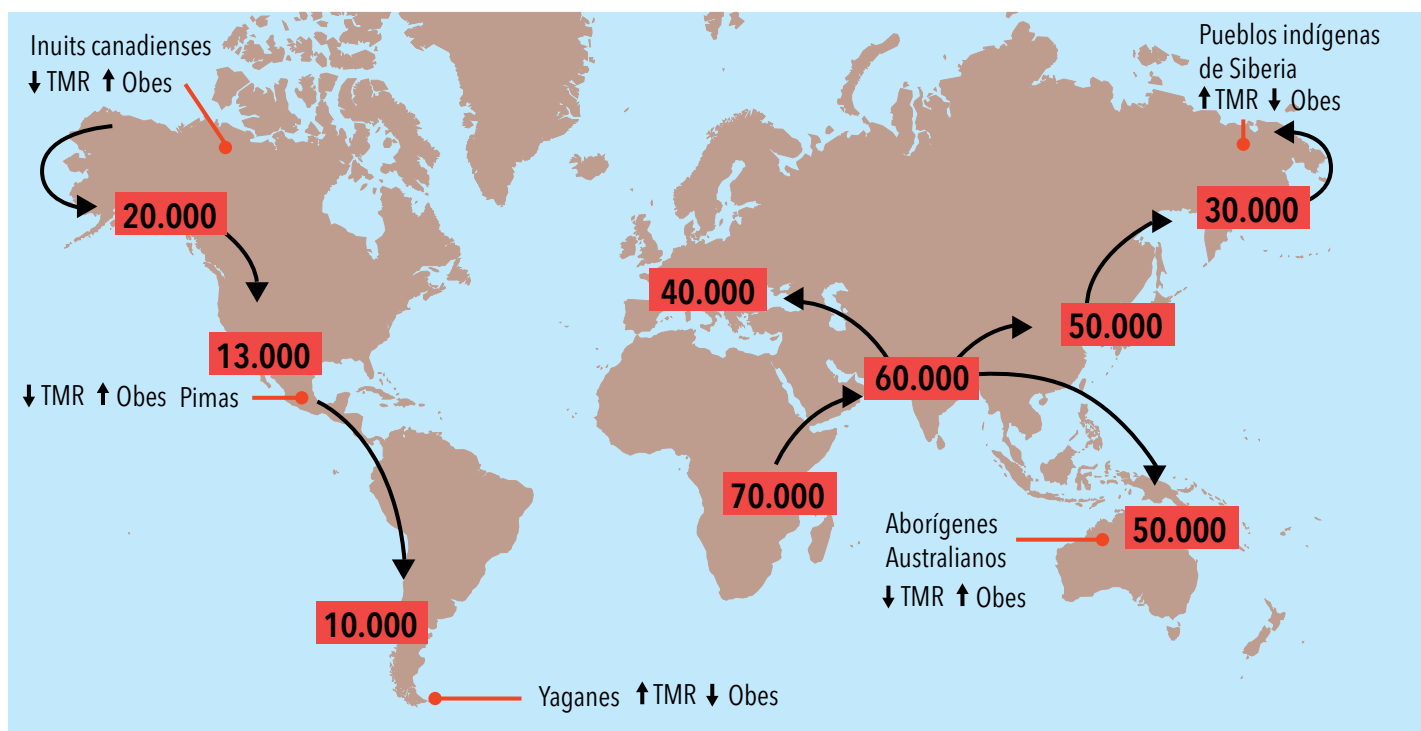 Inuits canadienses
↓ TMR ↑ Obes
Pueblos indígenas
de Siberia
↑ TMR ↓ Obes
20.000
30.000
40.000
50.000
13.000
60.000
↓ TMR ↑ Obes Pimas
70.000
Aborígenes
Australianos
↓ TMR ↑ Obes
50.000
10.000
Yaganes ↑ TMR ↓ Obes